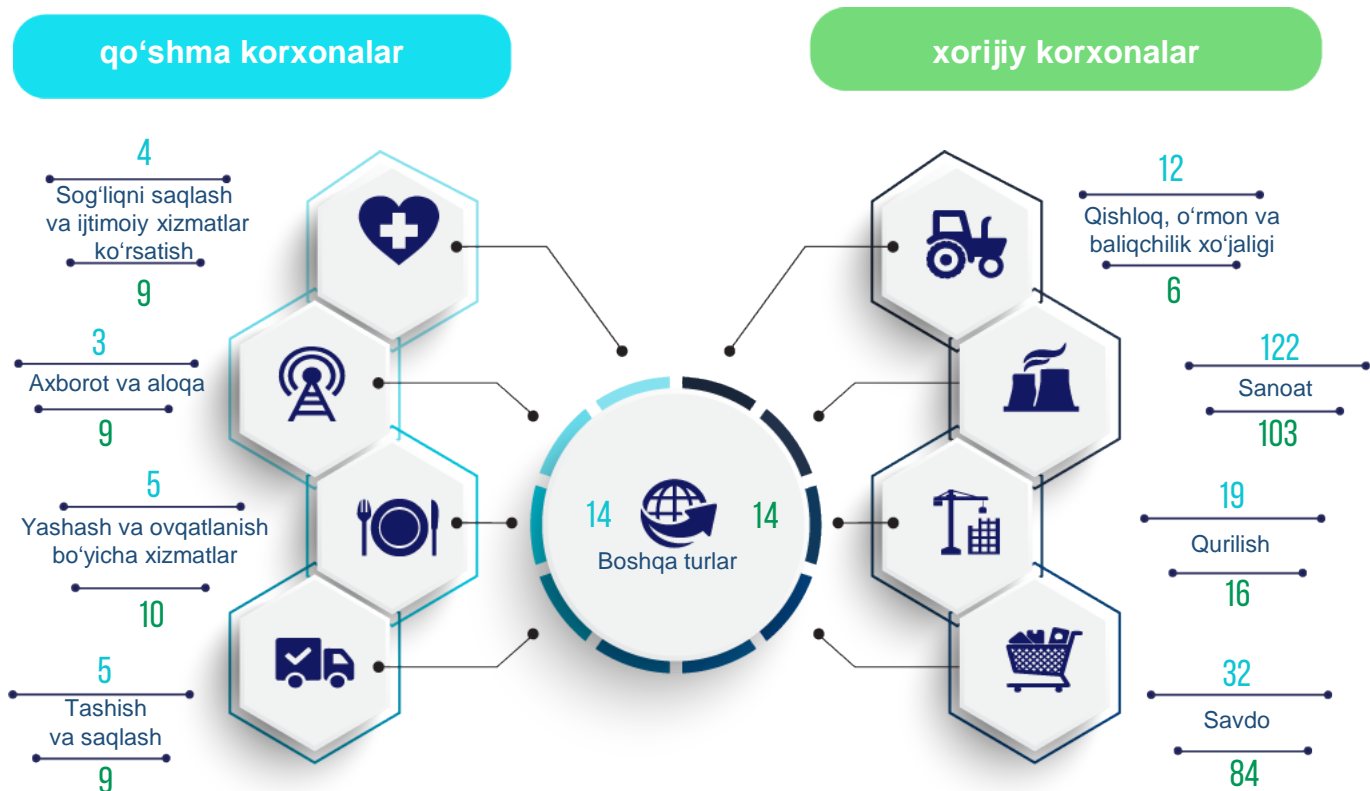 qo‘shma korxonalar
xorijiy korxonalar
4
Sog‘liqni saqlash
va ijtimoiy xizmatlar
ko‘rsatish
9
3
Axborot va aloqa
9
5
Yashash va ovqatlanish
bo‘yicha xizmatlar
10
5
Tashish
va saqlash
9
14
14
Boshqa turlar
12
Qishloq, o‘rmon va
baliqchilik xo‘jaligi
6
122
Sanoat
103
19
Qurilish
16
32
Savdo
84